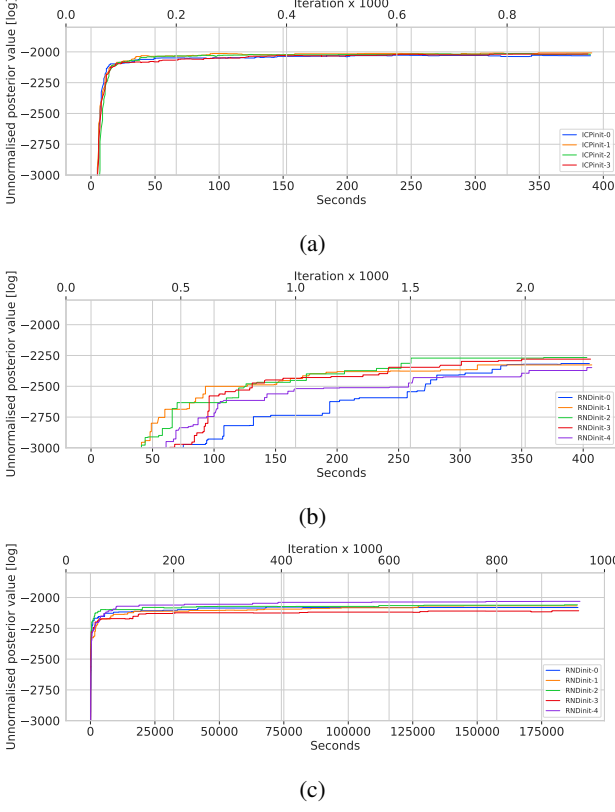 Iteration x 1000
0.0 0.2 0.4 0.6 0.8
Unnormalised posterior value [log]
−2000
−2250
−2500
−2750
−3000
ICPinit-0
ICPinit-1
ICPinit-2
ICPinit-3
0 50 100 150 200 250 300 350 400
Seconds
(a)
Iteration x 1000
0.0 0.5 1.0 1.5 2.0
Unnormalised posterior value [log]
−2000
−2250
−2500
−2750
−3000
RNDinit-0
RNDinit-1
RNDinit-2
RNDinit-3
RNDinit-4
0 50 100 150 200 250 300 350 400
Seconds
(b)
Iteration x 1000
0 200 400 600 800 1000
Unnormalised posterior value [log]
−2000
−2250
−2500
−2750
−3000
RNDinit-0
RNDinit-1
RNDinit-2
RNDinit-3
RNDinit-4
0 25000 50000 75000 100000 125000 150000 175000
Seconds
(c)